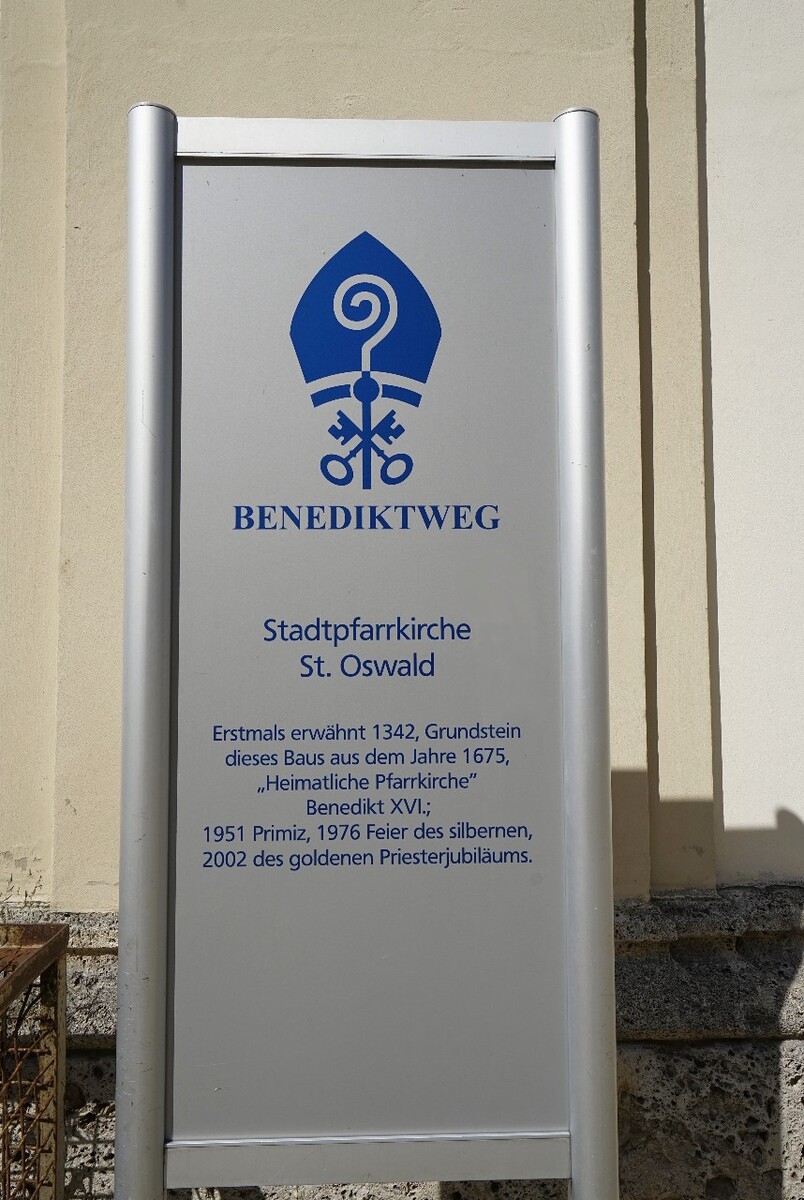 BENEDIKTWEG
Stadtpfarrkirche
St. Oswald
Erstmals erwähnt 1342, Grundstein
dieses Baus aus dem Jahre 1675,
„Heimatliche Pfarrkirche”
Benedikt XVI.;
1951 Primiz, 1976 Feier des silbernen,
2002 des goldenen Priesterjubiläums.